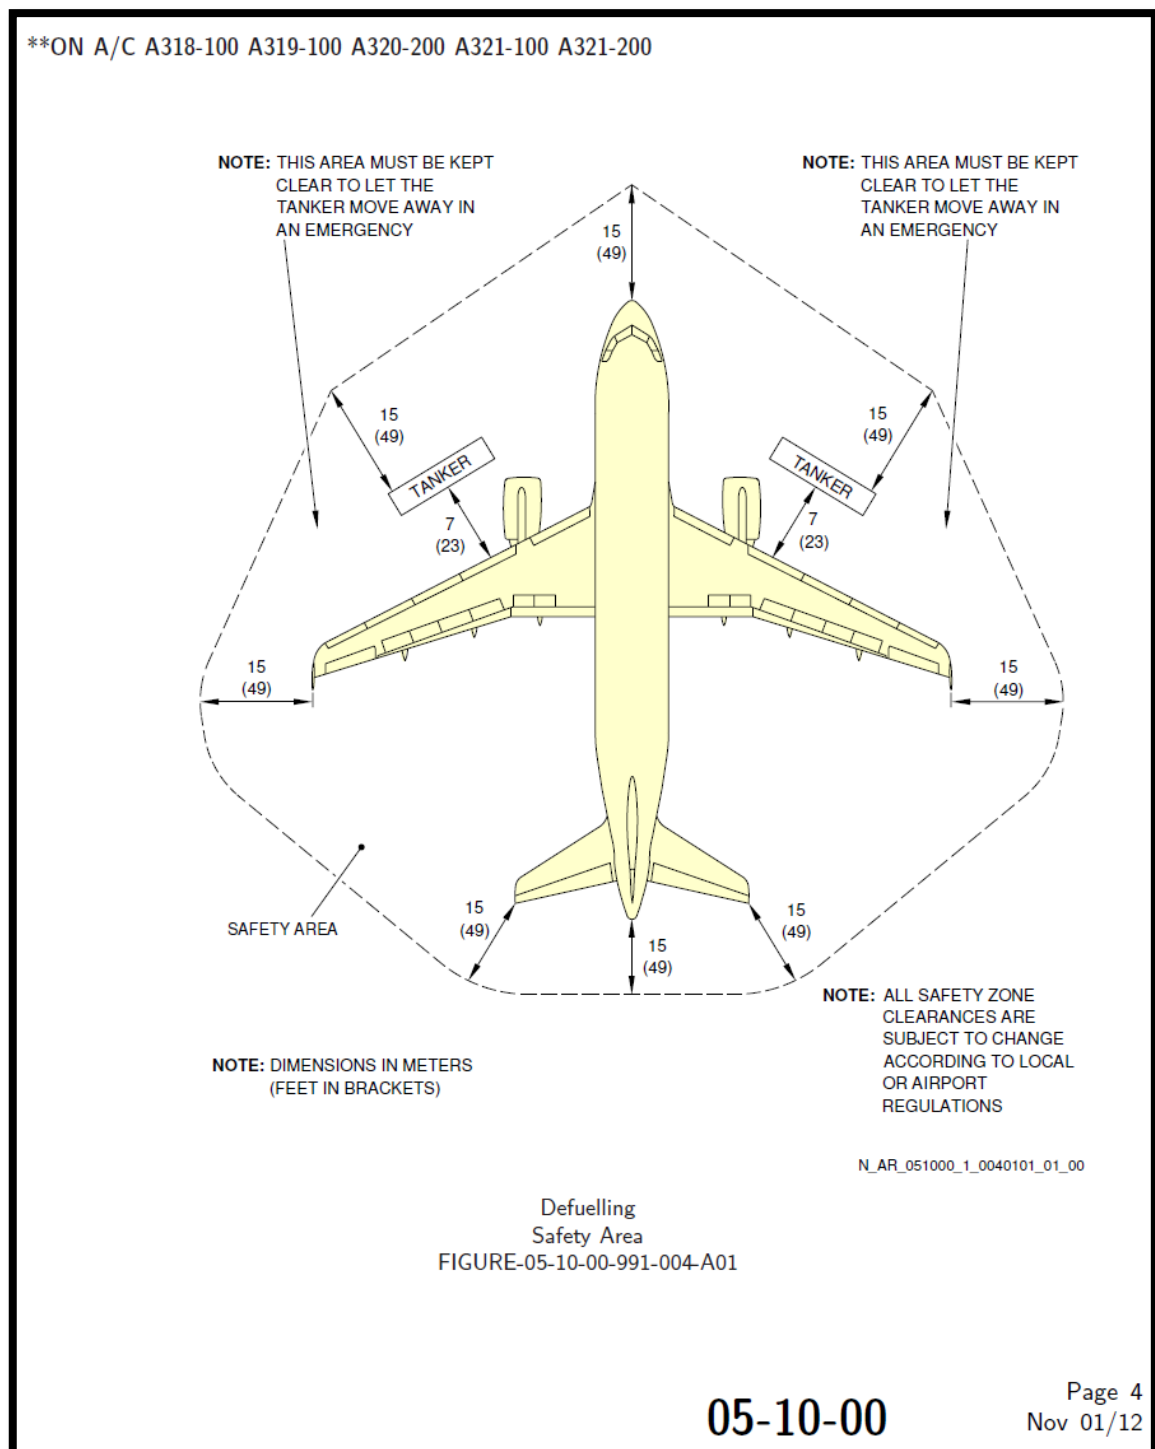 **ON A/C A318-100 A319-100 A320-200 A321-100 A321-200
NOTE: THIS AREA MUST BE KEPT
CLEAR TO LET THE
TANKER MOVE AWAY IN
AN EMERGENCY
NOTE: THIS AREA MUST BE KEPT
CLEAR TO LET THE
TANKER MOVE AWAY IN
AN EMERGENCY
15
(49)
15
(49)
15
(49)
TANKER
TANKER
7
(23)
7
(23)
15
(49)
15
(49)
SAFETY AREA
15
(49)
15
(49)
15
(49)
NOTE: ALL SAFETY ZONE
CLEARANCES ARE
SUBJECT TO CHANGE
ACCORDING TO LOCAL
OR AIRPORT
REGULATIONS
NOTE: DIMENSIONS IN METERS
(FEET IN BRACKETS)
N_AR_051000_1_0040101_01_00
Defuelling
Safety Area
FIGURE-05-10-00-991-004-A01
05-10-00
Page 4
Nov 01/12